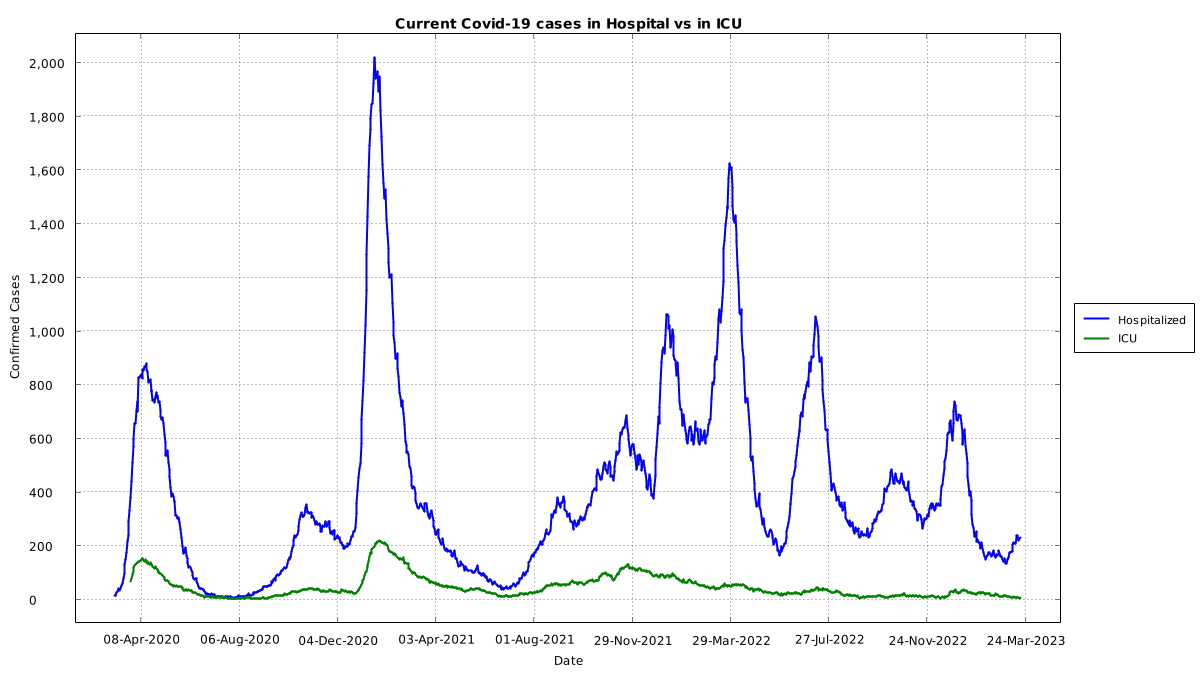 Current Covid-19 cases in Hospital vs in ICU
2,000
1,800
1,600
1,400
1,200
1,000
800
600
400
200
0
Confirmed Cases
08-Apr-2020 06-Aug-2020 04-Dec-2020 03-Apr-2021 01-Aug-2021 29-Nov-2021 29-Mar-2022 27-Jul-2022 24-Nov-2022 24-Mar-2023
Date
Hospitalized
ICU